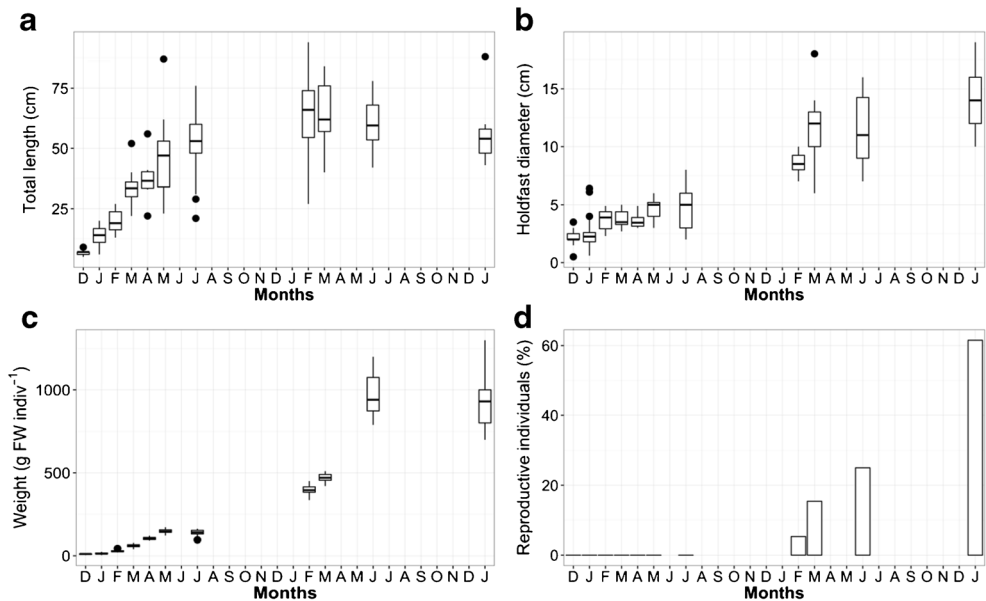 a
75
50
25
Total length (cm)
D J F M A M J J A S O N D J F M A M J J A S O N D J
Months
b
15
10
5
0
Holdfast diameter (cm)
D J F M A M J J A S O N D J F M A M J J A S O N D J
Months
c
1000
500
0
Weight (g FW indiv⁻¹)
D J F M A M J J A S O N D J F M A M J J A S O N D J
Months
d
60
40
20
0
Reproductive individuals (%)
D J F M A M J J A S O N D J F M A M J J A S O N D J
Months